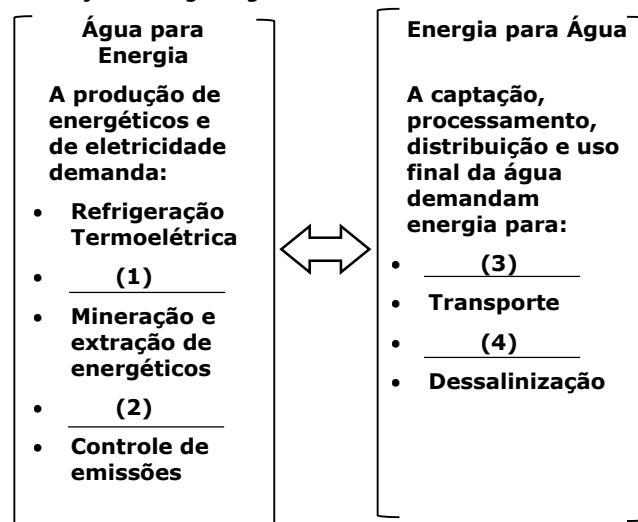 Água para
Energia
A produção de
energéticos e
de eletricidade
demanda:
• Refrigeração
Termoelétrica
• (1)
• Mineração e
extração de
energéticos
• (2)
• Controle de
emissões
Energia para Água
A captação,
processamento,
distribuição e uso
final da água
demandam
energia para:
• (3)
• Transporte
• (4)
• Dessalinização